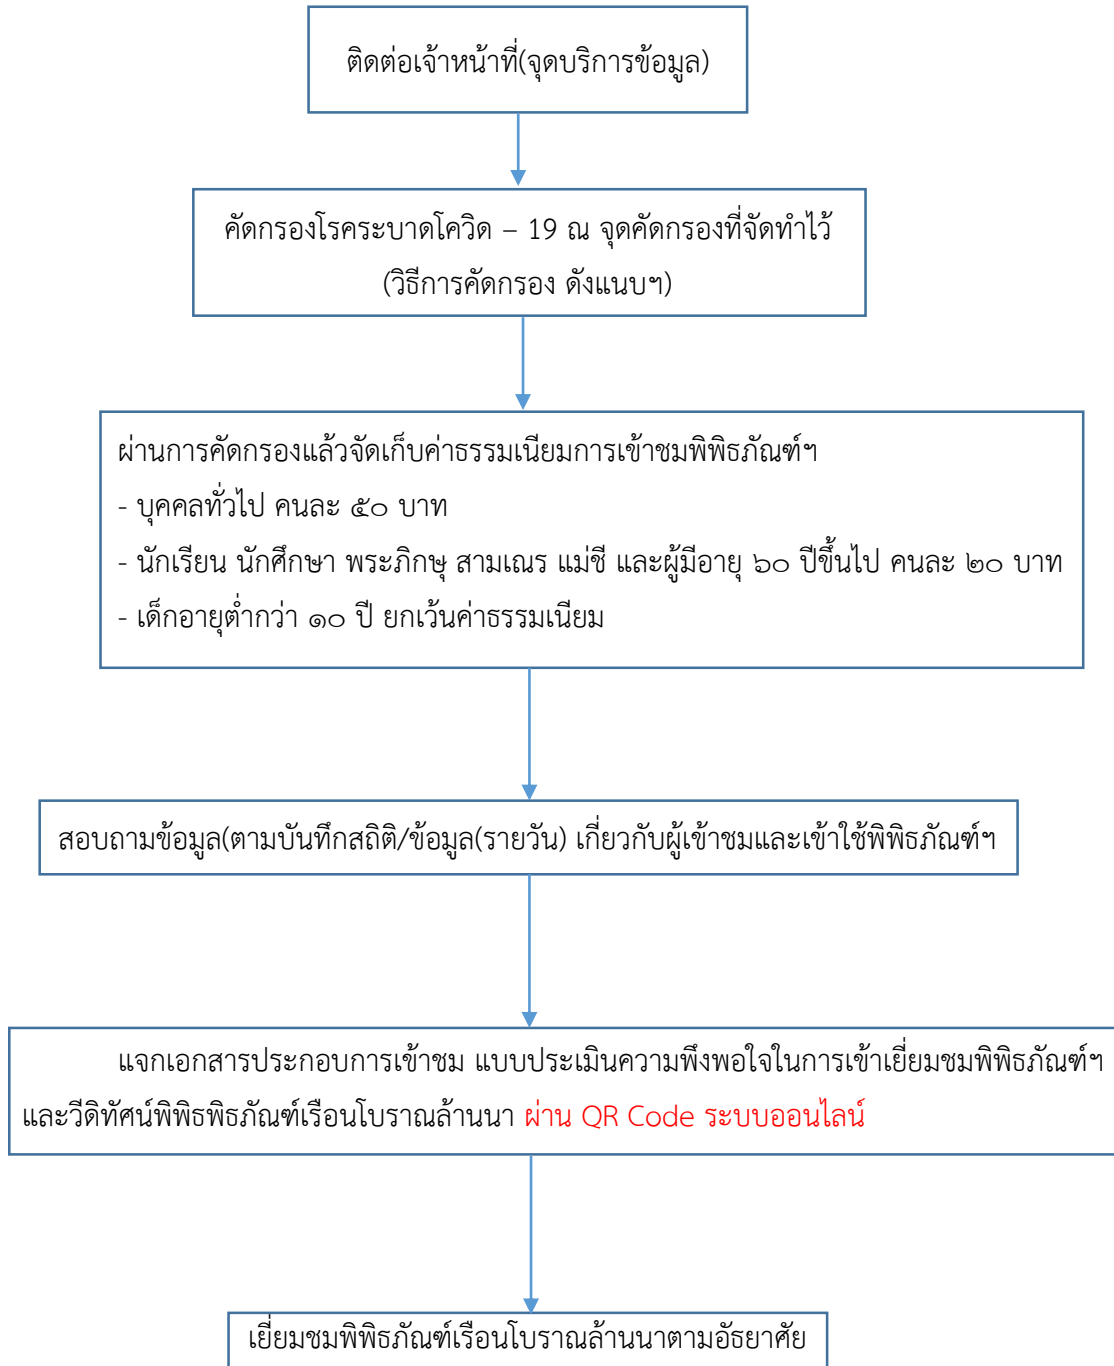 ติดต่อเจ้าหน้าที่(จุดบริการข้อมูล)
คัดกรองโรคระบาดโควิด – 19 ณ จุดคัดกรองที่จัดทำไว้
(วิธีการคัดกรอง ดังแนบฯ)
ผ่านการคัดกรองแล้วจัดเก็บค่าธรรมเนียมการเข้าชมพิพิธภัณฑ์ฯ
- บุคคลทั่วไป คนละ ๕๐ บาท
- นักเรียน นักศึกษา พระภิกษุ สามเณร แม่ชี และผู้มีอายุ ๖๐ ปีขึ้นไป คนละ ๒๐ บาท
- เด็กอายุต่ำกว่า ๑๐ ปี ยกเว้นค่าธรรมเนียม
สอบถามข้อมูล(ตามบันทึกสถิติ/ข้อมูล(รายวัน) เกี่ยวกับผู้เข้าชมและเข้าใช้พิพิธภัณฑ์ฯ
แจกเอกสารประกอบการเข้าชม แบบประเมินความพึงพอใจในการเข้าเยี่ยมชมพิพิธภัณฑ์ฯ
และวีดิทัศน์พิพิธพิธภัณฑ์เรือนโบราณล้านนา ผ่าน QR Code ระบบออนไลน์
เยี่ยมชมพิพิธภัณฑ์เรือนโบราณล้านนาตามอัธยาศัย